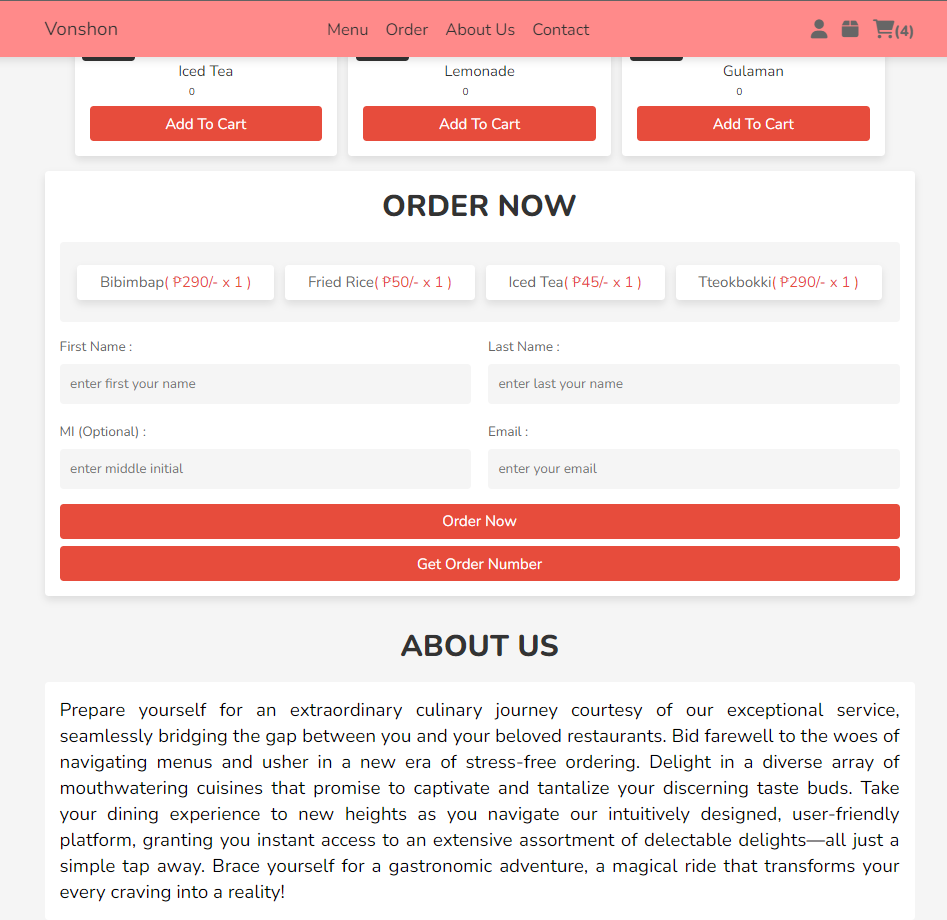 Vonshon Menu Order About Us Contact (4)
Iced Tea Lemonade Gulaman
0 0 0
Add To Cart Add To Cart Add To Cart
ORDER NOW
Bibimbap( ₱290/- x 1 ) Fried Rice( ₱50/- x 1 ) Iced Tea( ₱45/- x 1 ) Tteokbokki( ₱290/- x 1 )
First Name : Last Name :
enter first your name enter last your name
MI (Optional) : Email :
enter middle initial enter your email
Order Now
Get Order Number
ABOUT US
Prepare yourself for an extraordinary culinary journey courtesy of our exceptional service,
seamlessly bridging the gap between you and your beloved restaurants. Bid farewell to the woes of
navigating menus and usher in a new era of stress-free ordering. Delight in a diverse array of
mouthwatering cuisines that promise to captivate and tantalize your discerning taste buds. Take
your dining experience to new heights as you navigate our intuitively designed, user-friendly
platform, granting you instant access to an extensive assortment of delectable delights—all just a
simple tap away. Brace yourself for a gastronomic adventure, a magical ride that transforms your
every craving into a reality!